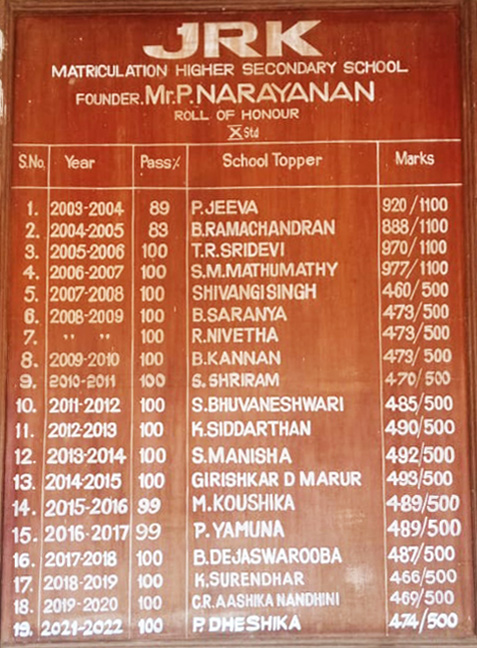 JRK
MATRICULATION HIGHER SECONDARY SCHOOL
FOUNDER. Mr.P.NARAYANAN
ROLL OF HONOUR
X Std
S.No. Year Pass% School Topper Marks
1. 2003-2004 89 P.JEEVA 920/1100
2. 2004-2005 83 B.RAMACHANDRAN 888/1100
3. 2005-2006 100 T.R.SRIDEVI 970/1100
4. 2006-2007 100 S.M.MATHUMATHY 977/1100
5. 2007-2008 100 SHIVANGI SINGH 460/500
6. 2008-2009 100 B.SARANYA 473/500
7. " " 100 R.NIVETHA 473/500
8. 2009-2010 100 B.KANNAN 473/500
9. 2010-2011 100 S.SHRIRAM 470/500
10. 2011-2012 100 S.BHUVANESHWARI 485/500
11. 2012-2013 100 K.SIDDARTHAN 490/500
12. 2013-2014 100 S.MANISHA 492/500
13. 2014-2015 100 GIRISHKAR D MARUR 493/500
14. 2015-2016 99 M.KOUSHIKA 489/500
15. 2016-2017 99 P.YAMUNA 489/500
16. 2017-2018 100 B.DEJASWAROOBA 487/500
17. 2018-2019 100 K.SURENDHAR 466/500
18. 2019-2020 100 C.R.AASHIKA NANDHINI 469/500
19. 2021-2022 100 P.DHESHIKA 474/500